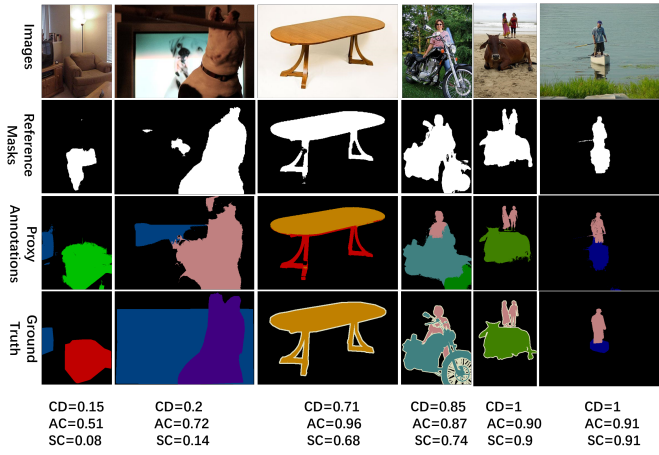 Images
Reference
Masks
Proxy
Annotations
Ground
Truth
CD=0.15
AC=0.51
SC=0.08
CD=0.2
AC=0.72
SC=0.14
CD=0.71
AC=0.96
SC=0.68
CD=0.85
AC=0.87
SC=0.74
CD=1
AC=0.90
SC=0.9
CD=1
AC=0.91
SC=0.91